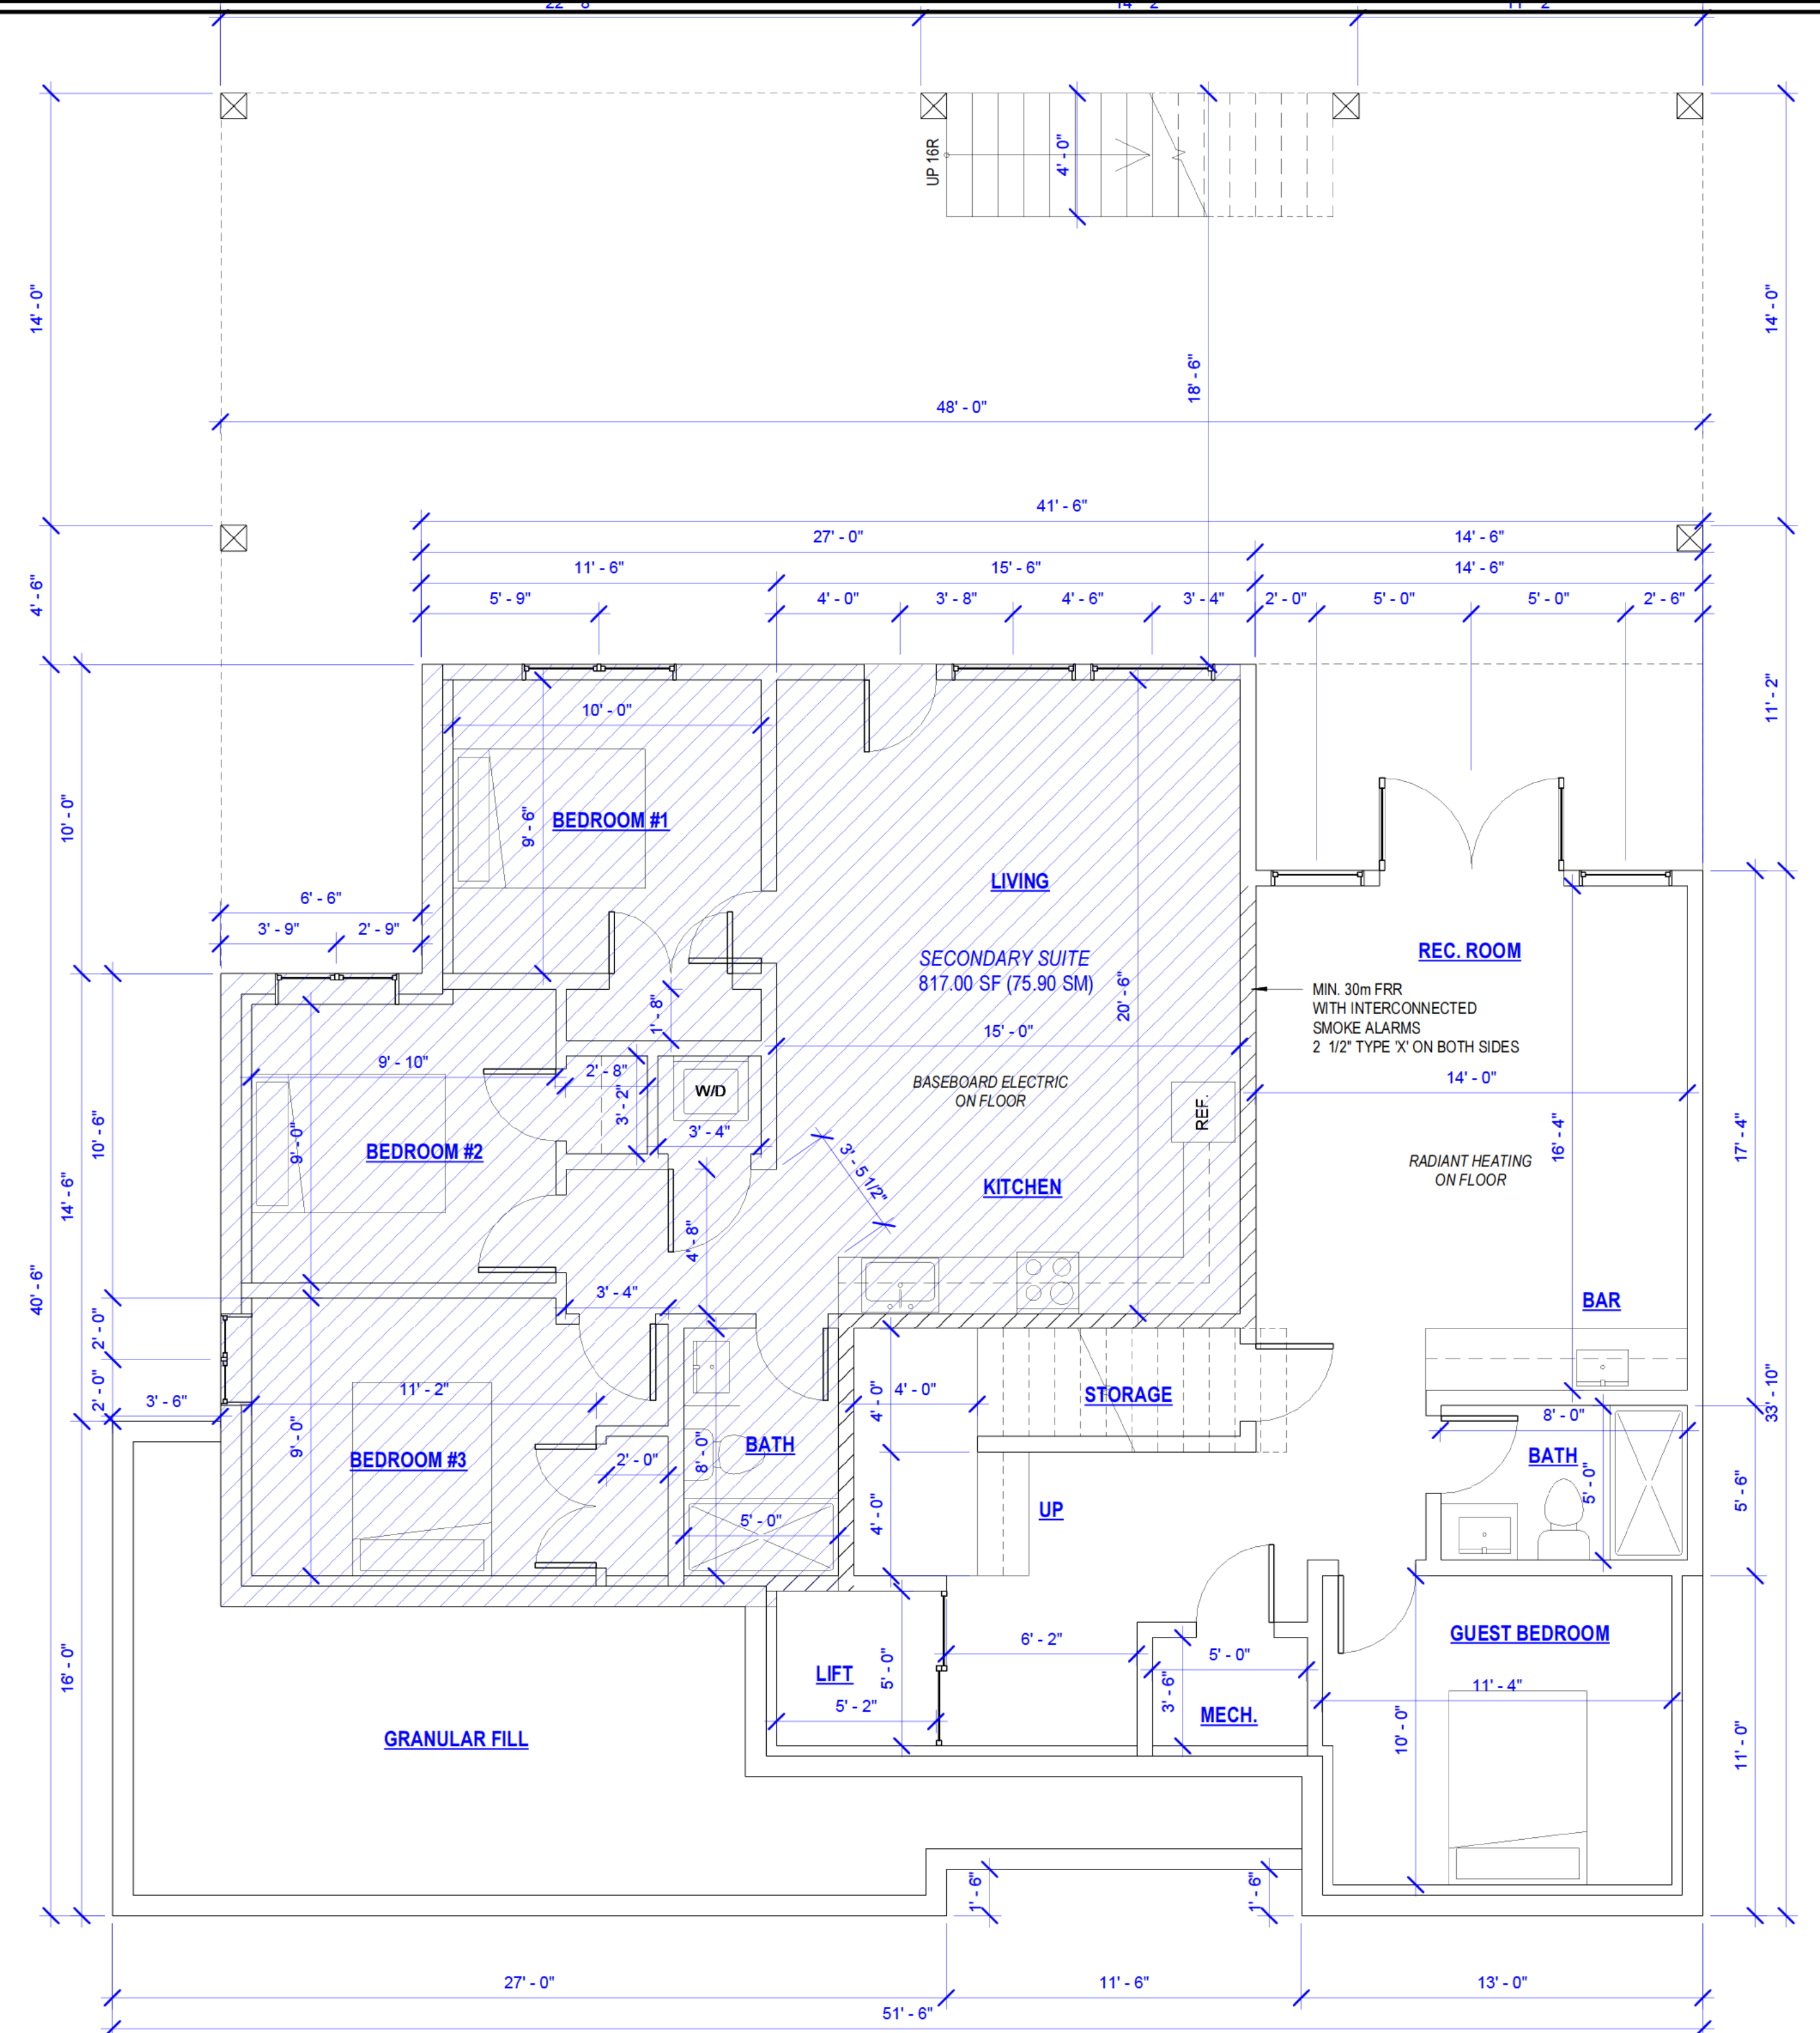 22' - 8"
14' - 2"
11' - 2"
UP 16R
4' - 0"
14' - 0"
14' - 0"
18' - 6"
48' - 0"
41' - 6"
27' - 0"
14' - 6"
11' - 6"
15' - 6"
14' - 6"
4' - 6"
5' - 9"
4' - 0"
3' - 8"
4' - 6"
3' - 4"
2' - 0"
5' - 0"
5' - 0"
2' - 6"
11' - 2"
10' - 0"
10' - 0"
9' - 6"
BEDROOM #1
LIVING
6' - 6"
3' - 9"
2' - 9"
SECONDARY SUITE
817.00 SF (75.90 SM)
20' - 6"
REC. ROOM
MIN. 30m FRR
WITH INTERCONNECTED
SMOKE ALARMS
2 1/2" TYPE 'X' ON BOTH SIDES
1' - 8"
15' - 0"
9' - 10"
2' - 8"
3' - 2"
W/D
BASEBOARD ELECTRIC
ON FLOOR
REF.
14' - 0"
10' - 6"
14' - 6"
9' - 0"
BEDROOM #2
3' - 4"
3' - 5 1/2"
KITCHEN
16' - 4"
RADIANT HEATING
ON FLOOR
17' - 4"
4' - 8"
40' - 6"
3' - 4"
BAR
2' - 0"
2' - 0"
3' - 6"
11' - 2"
4' - 0"
4' - 0"
STORAGE
33' - 10"
8' - 0"
9' - 0"
BEDROOM #3
2' - 0"
8' - 0"
BATH
BATH
5' - 0"
5' - 6"
5' - 0"
4' - 0"
UP
16' - 0"
LIFT
5' - 0"
5' - 2"
6' - 2"
3' - 6"
5' - 0"
MECH.
GUEST BEDROOM
11' - 4"
10' - 0"
11' - 0"
GRANULAR FILL
1' - 6"
1' - 6"
27' - 0"
11' - 6"
13' - 0"
51' - 6"